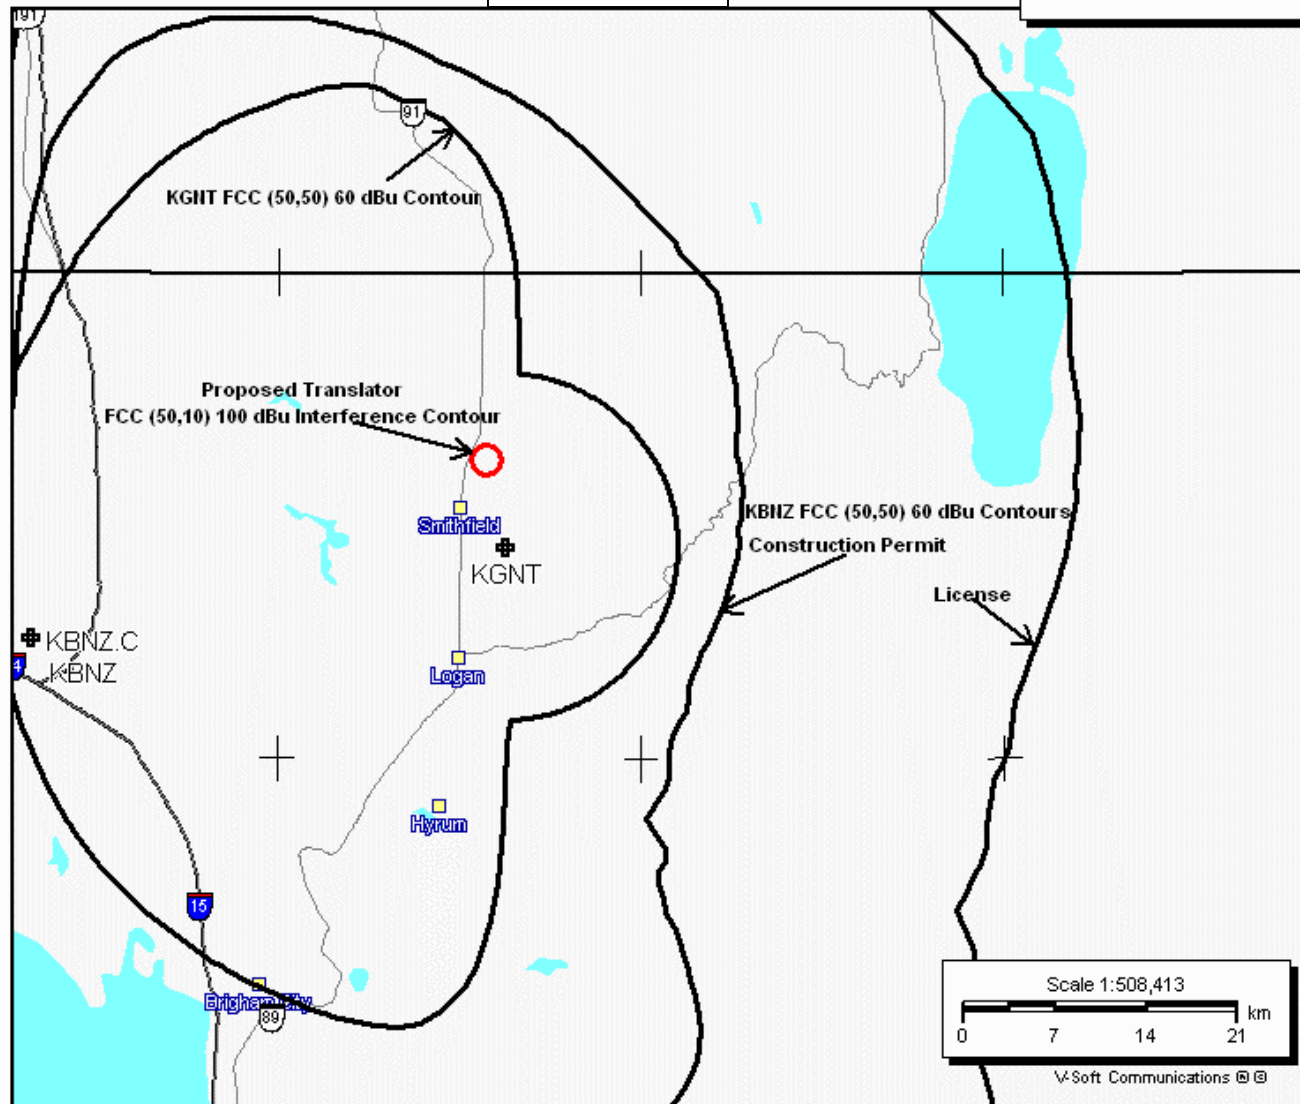 191
91
KGNT FCC (50,50) 60 dBu Contour
Proposed Translator
FCC (50,10) 100 dBu Interference Contour
Smithfield
KGNT
KBNZ FCC (50,50) 60 dBu Contours
Construction Permit
License
KBNZ.C
4
KBNZ
Logan
Hyrum
15
Brigham City
89
Scale 1:508,413
km
0 7 14 21
V-Soft Communications ® ©